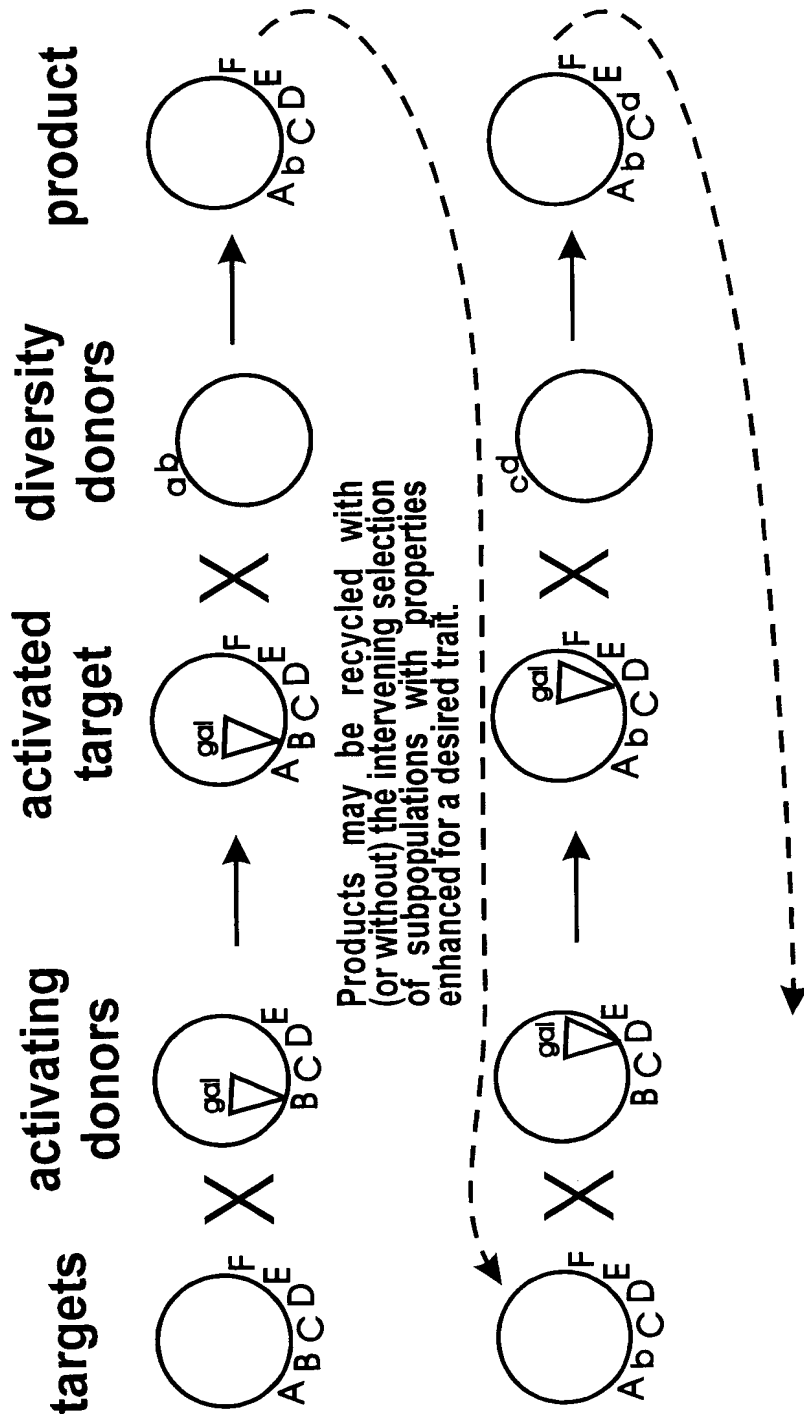 targets
activating
donors
activated
target
diversity
donors
product
A B C D E F
X
gal
B C D E
gal
A B C D E F
X
a b
A b C D E F
Products may be recycled with
(or without) the intervening selection
of subpopulations with properties
enhanced for a desired trait.
A b C D E F
X
gal
B C D E
gal
A b C D E F
X
c d
A b C d E F